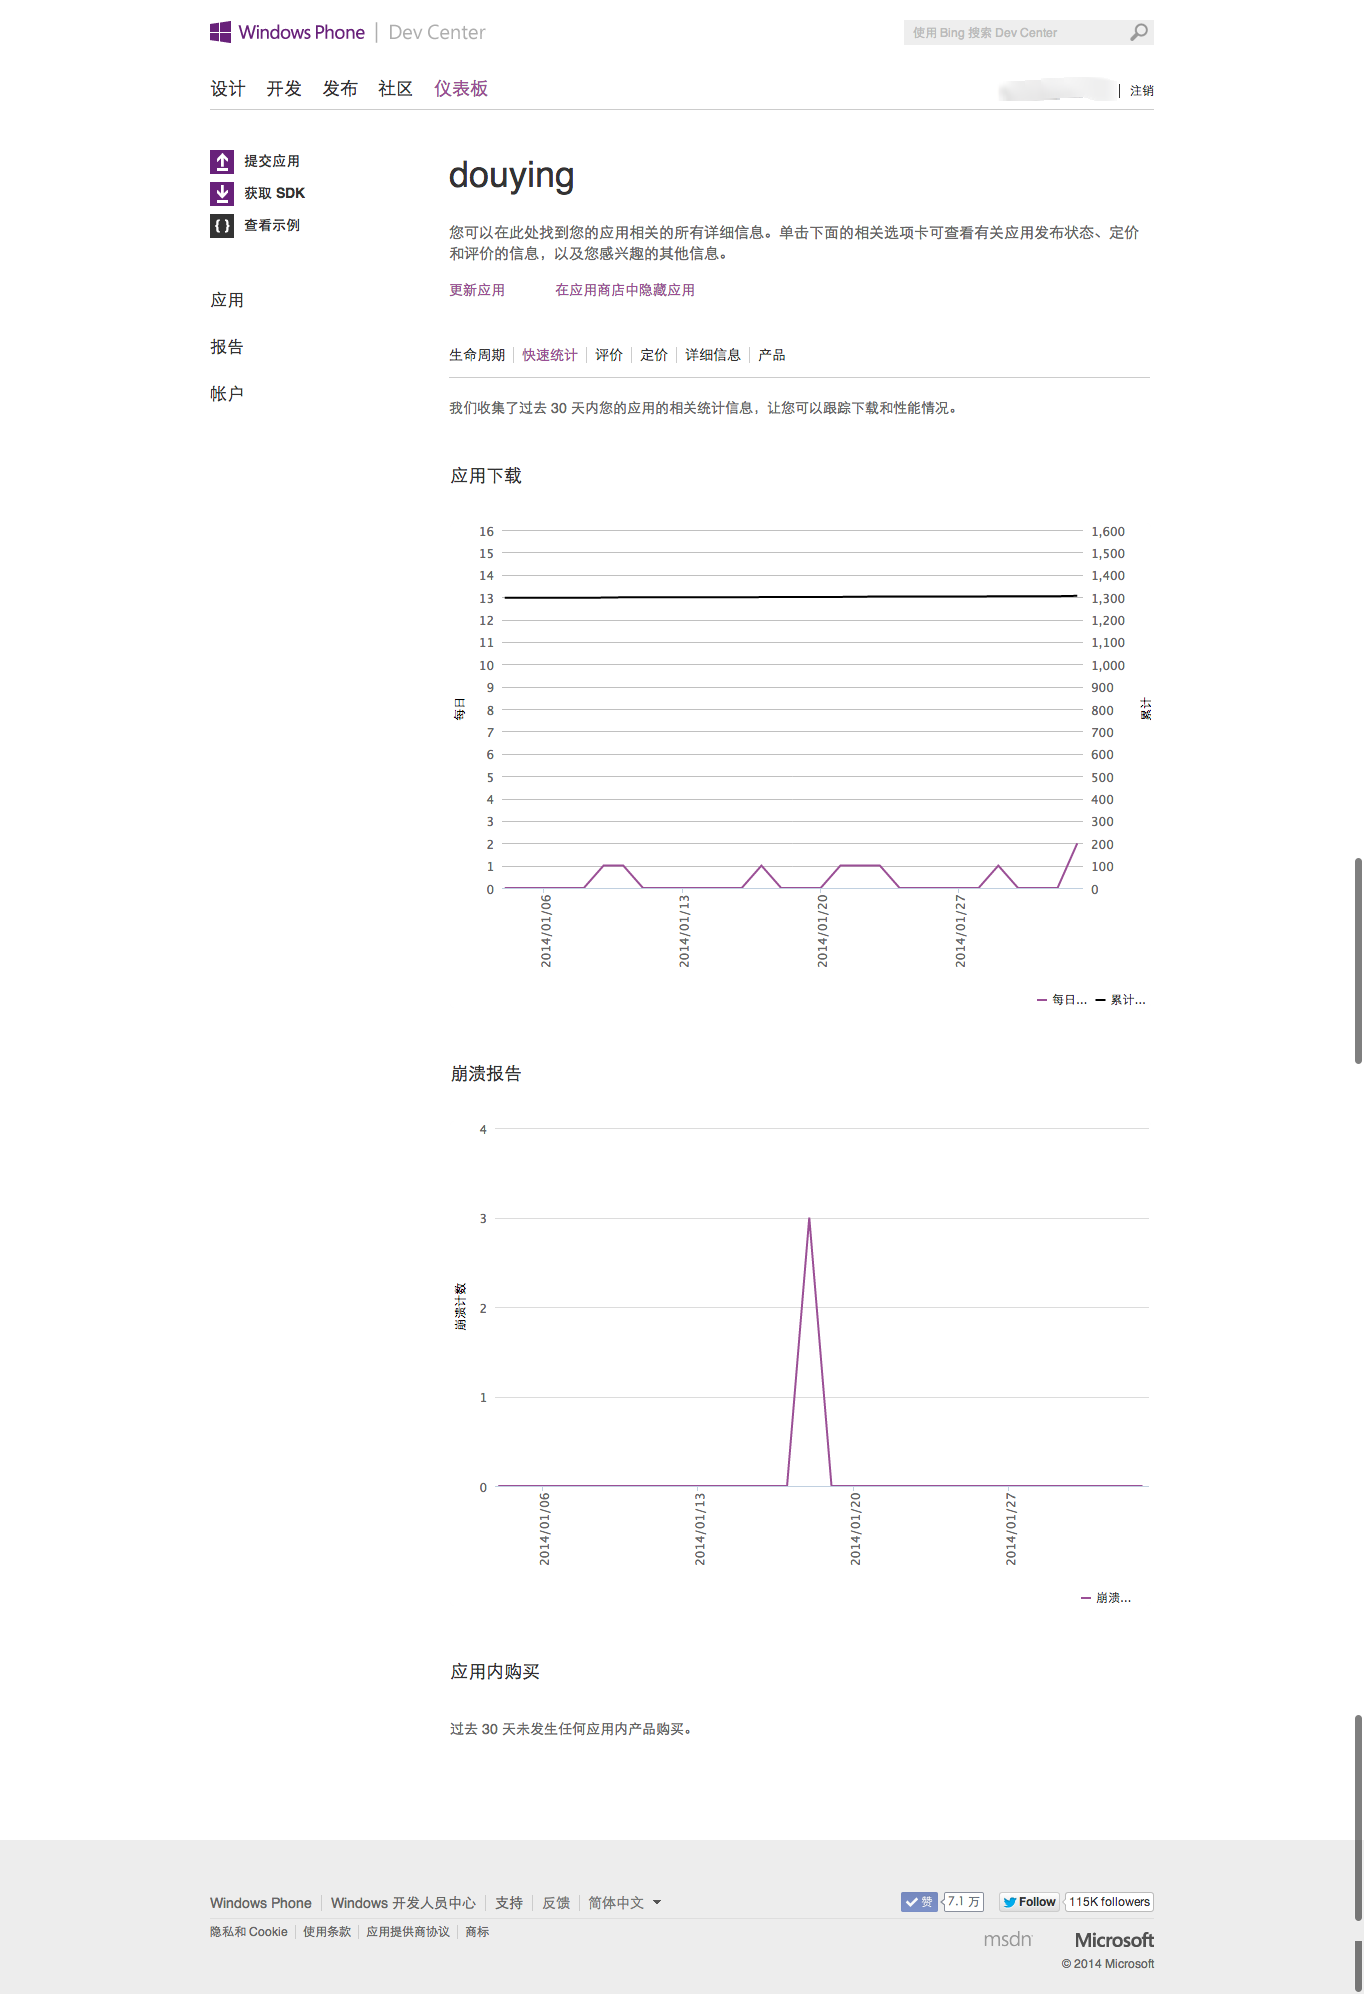 Windows Phone | Dev Center
使用 Bing 搜索 Dev Center
设计 开发 发布 社区 仪表板
注销
提交应用
获取 SDK
查看示例
应用
报告
帐户
douying
您可以在此处找到您的应用相关的所有详细信息。单击下面的相关选项卡可查看有关应用发布状态、定价
和评价的信息，以及您感兴趣的其他信息。
更新应用 在应用商店中隐藏应用
生命周期 快速统计 评价 定价 详细信息 产品
我们收集了过去 30 天内您的应用的相关统计信息，让您可以跟踪下载和性能情况。
应用下载
16 1,600
15 1,500
14 1,400
13 1,300
12 1,200
11 1,100
10 1,000
9 900
每日
8 800
累计
7 700
6 600
5 500
4 400
3 300
2 200
1 100
0 0
2014/01/06 2014/01/13 2014/01/20 2014/01/27
每日... 累计...
崩溃报告
4
3
崩溃计数
2
1
0
2014/01/06 2014/01/13 2014/01/20 2014/01/27
崩溃...
应用内购买
过去 30 天未发生任何应用内产品购买。
Windows Phone Windows 开发人员中心 支持 反馈 简体中文
赞 7.1 万 Follow 115K followers
隐私和 Cookie 使用条款 应用提供商协议 商标
msdn Microsoft
© 2014 Microsoft